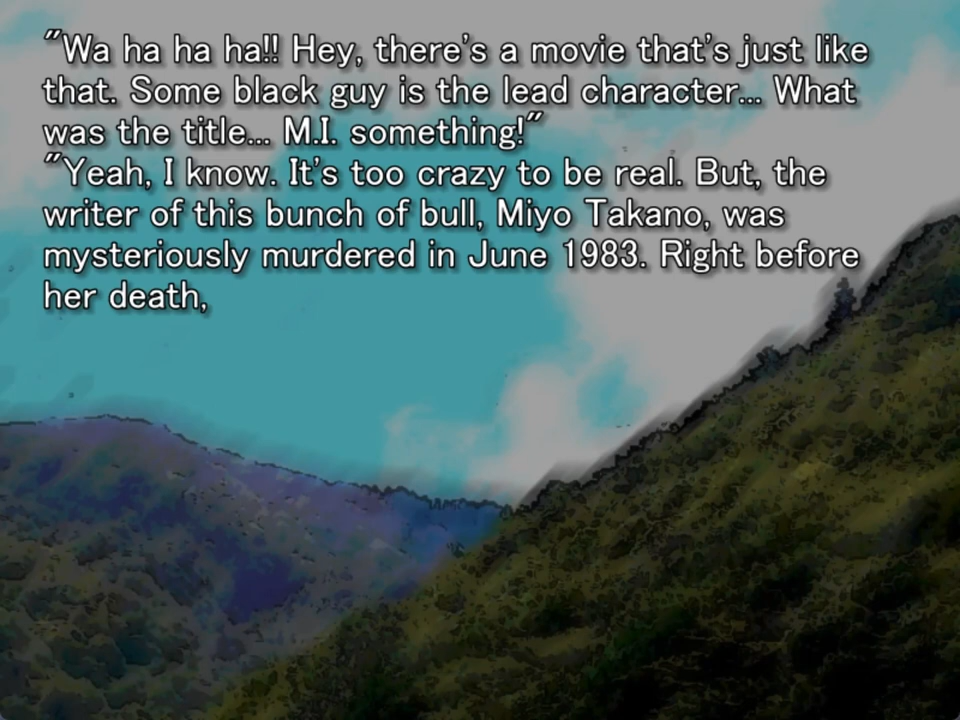 "Wa ha ha ha!! Hey, there's a movie that's just like
that. Some black guy is the lead character... What
was the title... M.I. something!"
"Yeah, I know. It's too crazy to be real. But, the
writer of this bunch of bull, Miyo Takano, was
mysteriously murdered in June 1983. Right before
her death,